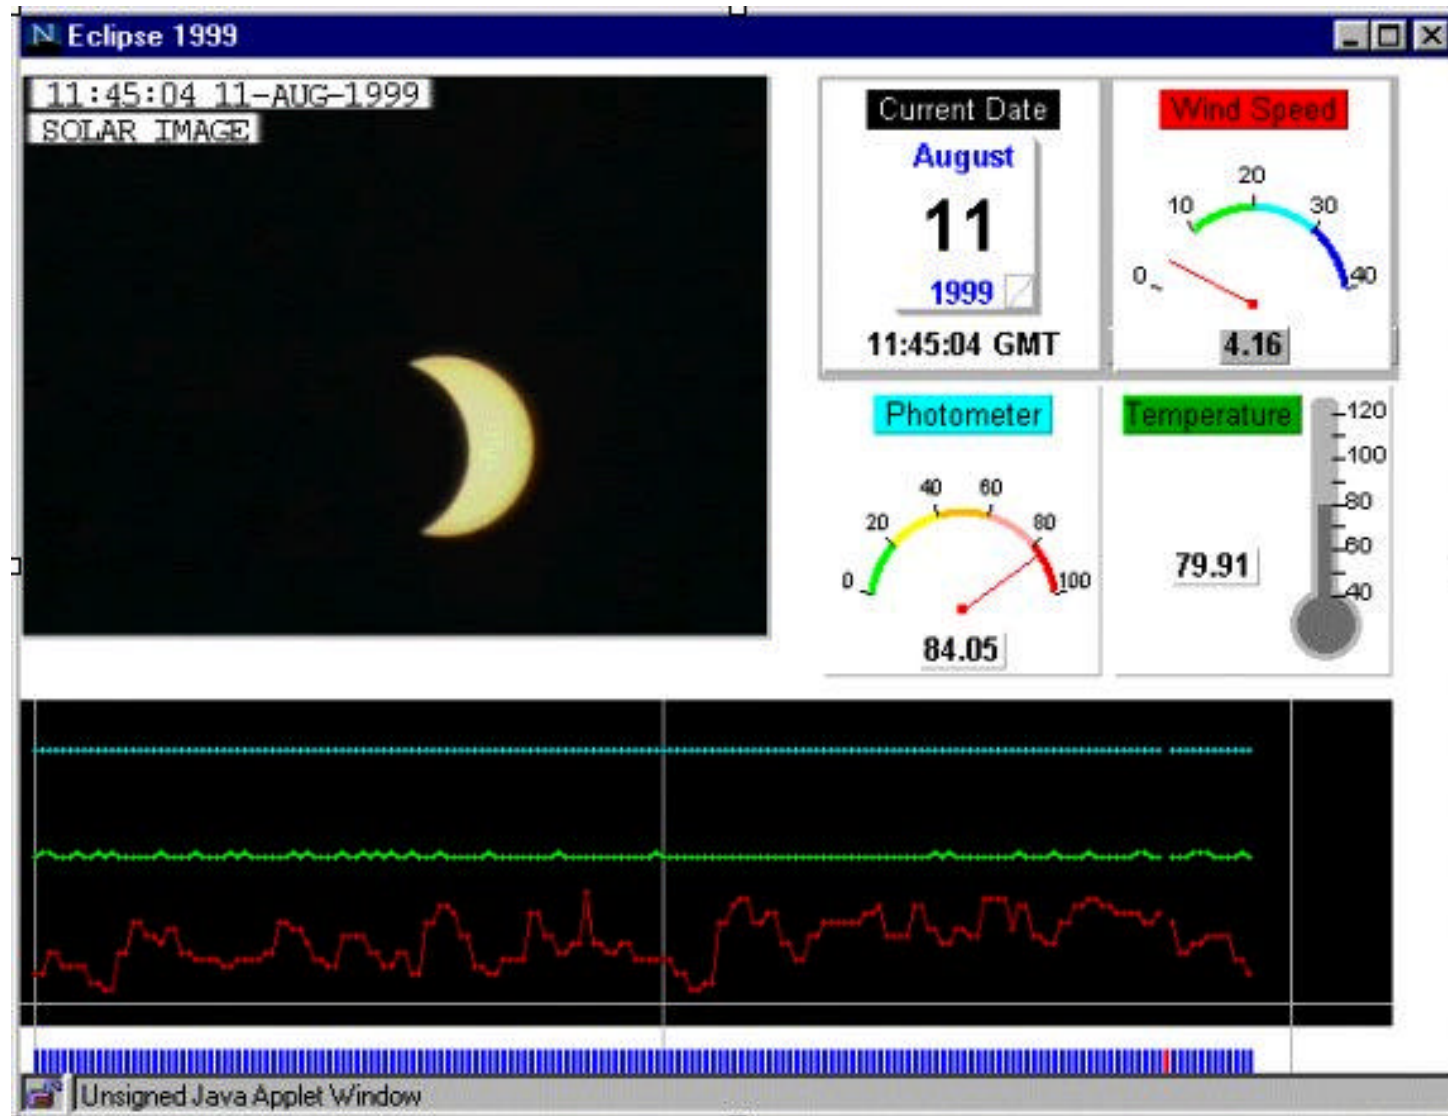 N Eclipse 1999
11:45:04 11-AUG-1999
SOLAR IMAGE
Current Date
August
11
1999
11:45:04 GMT
Wind Speed
0 10 20 30 40
4.16
Photometer
0 20 40 60 80 100
84.05
Temperature
120
100
80
60
40
79.91
Unsigned Java Applet Window